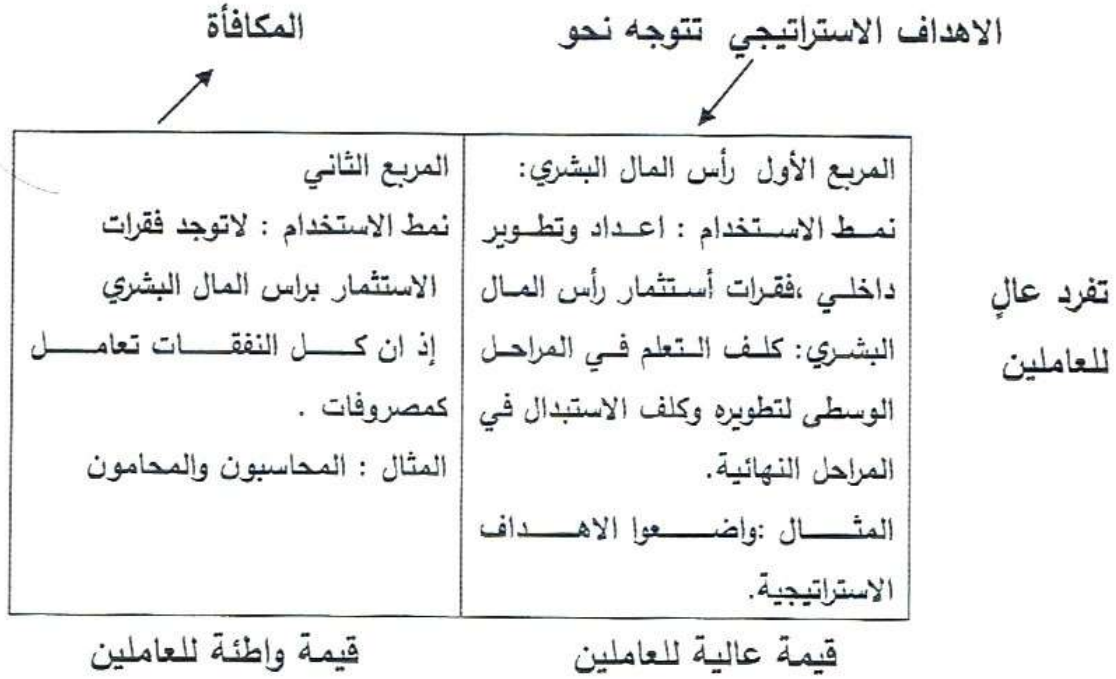 الاهداف الاستراتيجي تتوجه نحو
المكافأة
المربع الأول رأس المال البشري:
نمط الاستخدام : اعداد وتطوير
داخلي ،فقرات أستثمار رأس المال
البشري: كلف التعلم في المراحل
الوسطى لتطويره وكلف الاستبدال في
المراحل النهائية.
المثال :واضعوا الاهداف
الاستراتيجية.
المربع الثاني
نمط الاستخدام : لاتوجد فقرات
الاستثمار براس المال البشري
إذ ان كل النفقات تعامل
كمصروفات .
المثال : المحاسبون والمحامون
تفرد عالٍ
للعاملين
قيمة عالية للعاملين
قيمة واطئة للعاملين